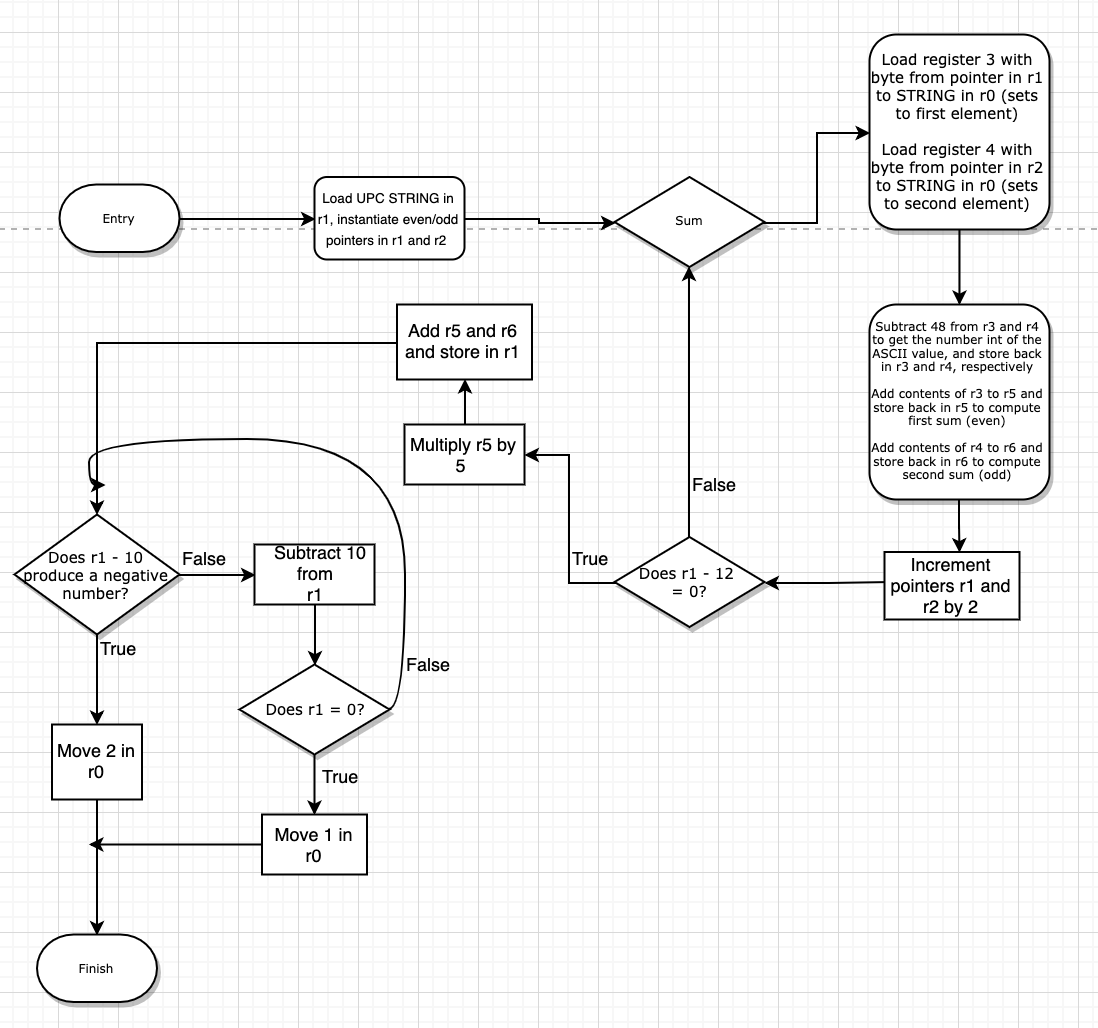 Entry
Load UPC STRING in
r1, instantiate even/odd
pointers in r1 and r2
Sum
Load register 3 with
byte from pointer in r1
to STRING in r0 (sets
to first element)
Load register 4 with
byte from pointer in r2
to STRING in r0 (sets
to second element)
Subtract 48 from r3 and r4
to get the number int of the
ASCII value, and store back
in r3 and r4, respectively
Add contents of r3 to r5 and
store back in r5 to compute
first sum (even)
Add contents of r4 to r6 and
store back in r6 to compute
second sum (odd)
Increment
pointers r1 and
r2 by 2
Does r1 - 12
= 0?
False
True
Multiply r5 by
5
Add r5 and r6
and store in r1
Does r1 - 10
produce a negative
number?
False
Subtract 10
from
r1
Does r1 = 0?
False
True
Move 1 in
r0
True
Move 2 in
r0
Finish